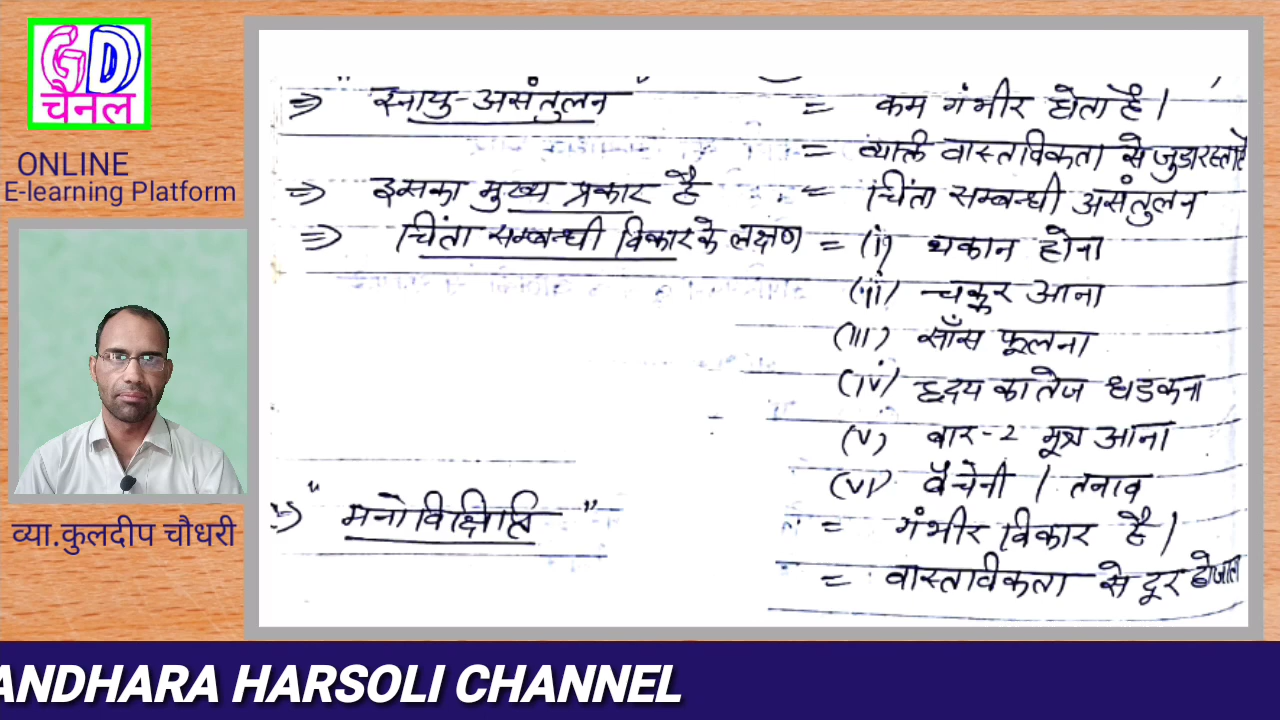 GD
चैनल
ONLINE
E-learning Platform
व्या.कुलदीप चौधरी
⇒ "स्नायु-असंतुलन" = कम गंभीर होता है।
= व्यक्ति वास्तविकता से जुडा रहता है
⇒ इसका मुख्य प्रकार है = चिंता सम्बन्धी असंतुलन
⇒ चिंता सम्बन्धी विकार के लक्षण = (i) थकान होना
(ii) चक्कर आना
(iii) साँस फूलना
(iv) हृदय का तेज धडकना
(v) बार-2 मूत्र आना
(vi) बैचेनी / तनाव
⇒ "मनोविक्षिप्ति" = गंभीर विकार है।
= वास्तविकता से दूर हो जाता
ANDHARA HARSOLI CHANNEL